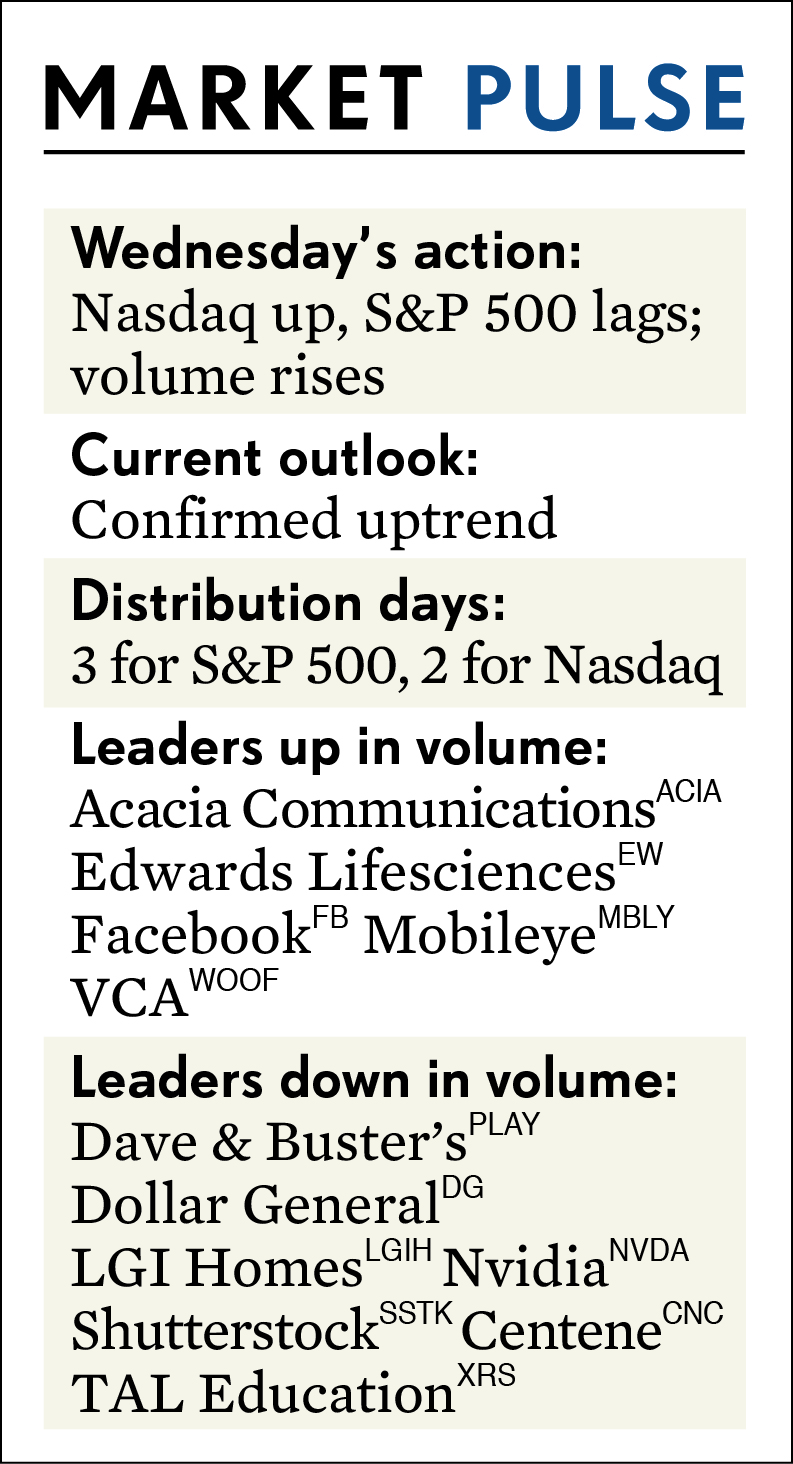 MARKET PULSE
Wednesday’s action:
Nasdaq up, S&P 500 lags;
volume rises
Current outlook:
Confirmed uptrend
Distribution days:
3 for S&P 500, 2 for Nasdaq
Leaders up in volume:
Acacia Communications ACIA
Edwards Lifesciences EW
Facebook FB Mobileye MBLY
VCA WOOF
Leaders down in volume:
Dave & Buster’s PLAY
Dollar General DG
LGI Homes LGIH Nvidia NVDA
Shutterstock SSTK Centene CNC
TAL Education XRS